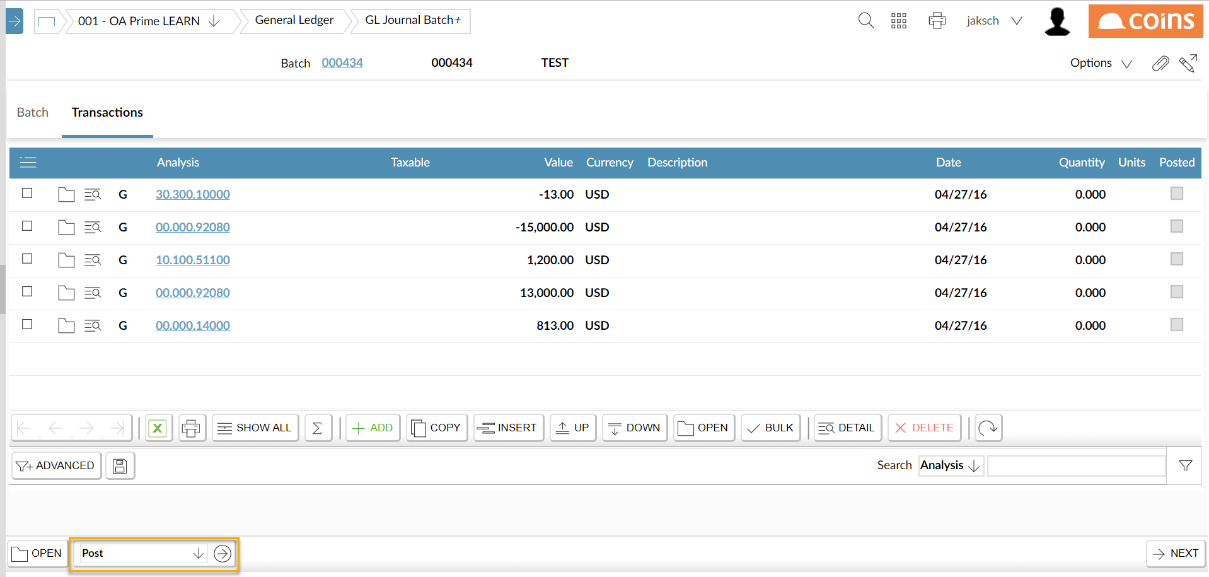 001 - OA Prime LEARN General Ledger GL Journal Batch+ jaksch coins
Batch 000434 000434 TEST Options
Batch Transactions
Analysis Taxable Value Currency Description Date Quantity Units Posted
G 30.300.10000 -13.00 USD 04/27/16 0.000
G 00.000.92080 -15,000.00 USD 04/27/16 0.000
G 10.100.51100 1,200.00 USD 04/27/16 0.000
G 00.000.92080 13,000.00 USD 04/27/16 0.000
G 00.000.14000 813.00 USD 04/27/16 0.000
SHOW ALL Σ + ADD COPY INSERT UP DOWN OPEN BULK DETAIL DELETE
ADVANCED Search Analysis
OPEN Post NEXT